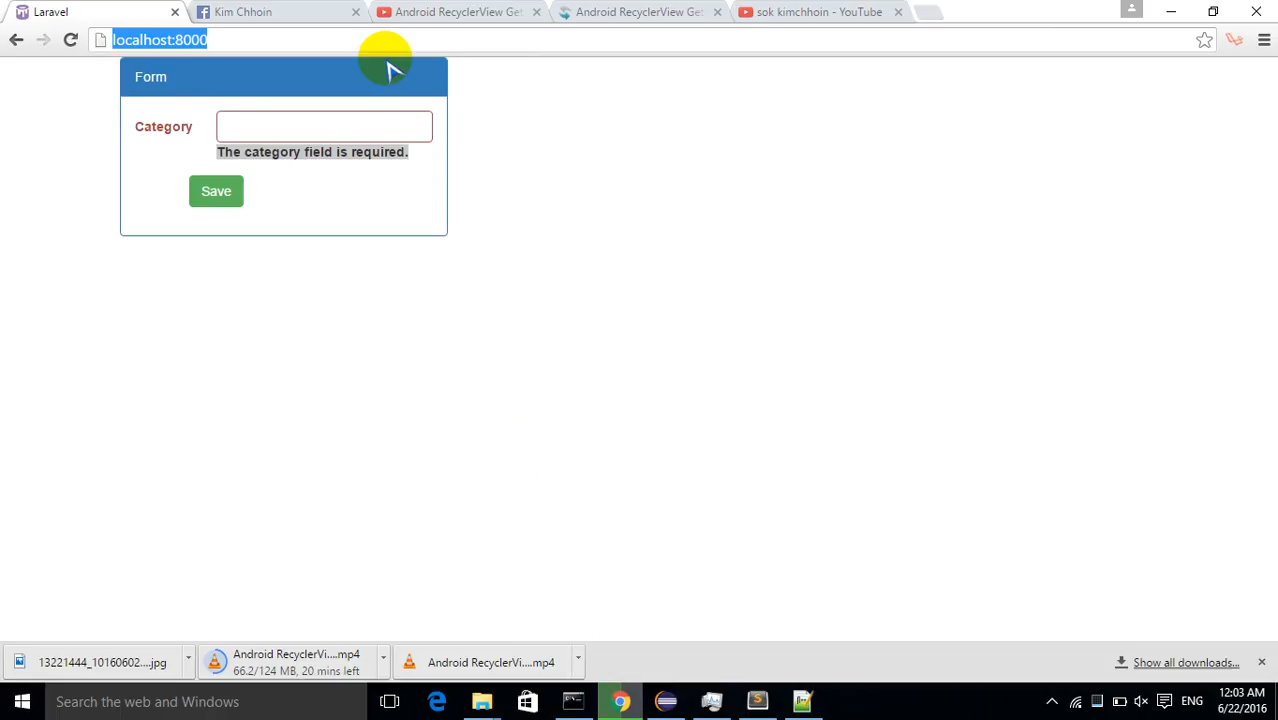 Laravel
Kim Chhoin
Android RecyclerView Get
Android RecyclerView Get
sok kimchhoin - YouTube
localhost:8000
Form
Category
The category field is required.
Save
13221444_10160602....jpg
Android RecyclerVi....mp4
66.2/124 MB, 20 mins left
Android RecyclerVi....mp4
Show all downloads...
Search the web and Windows
ENG
12:03 AM
6/22/2016